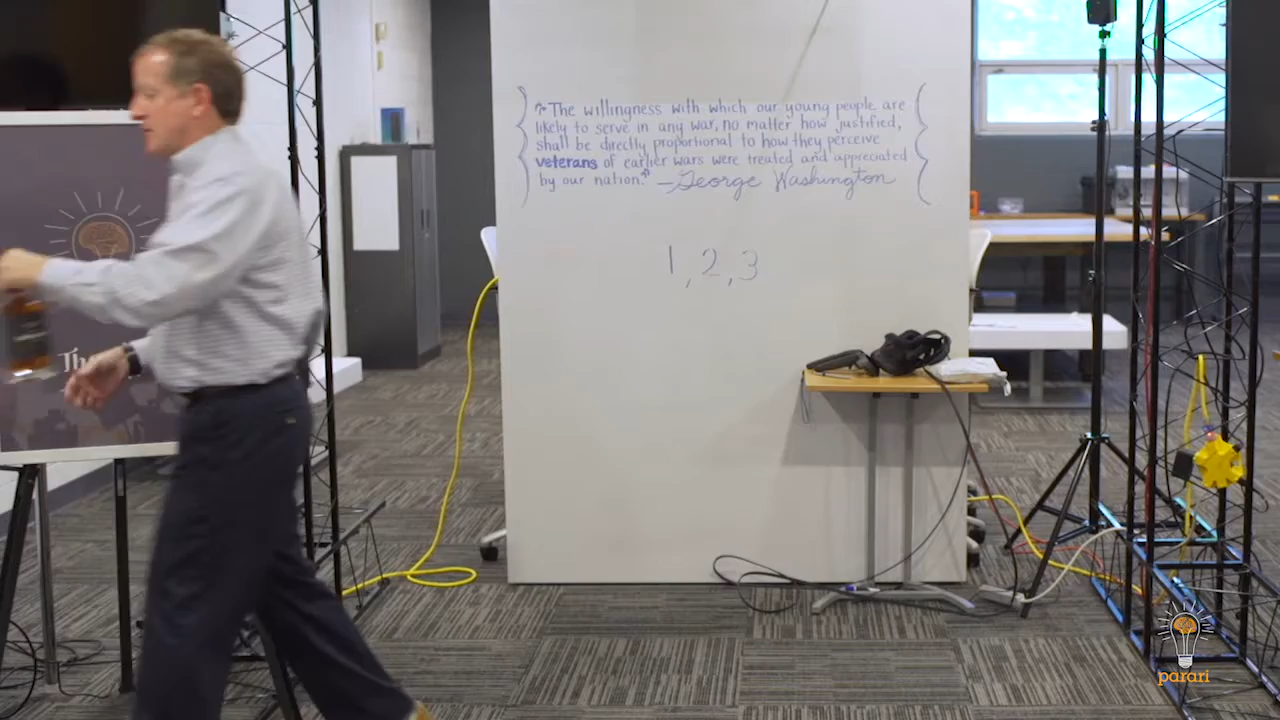 "The willingness with which our young people are
likely to serve in any war, no matter how justified,
shall be directly proportional to how they perceive
veterans of earlier wars were treated and appreciated
by our nation." —George Washington
1, 2, 3
parari